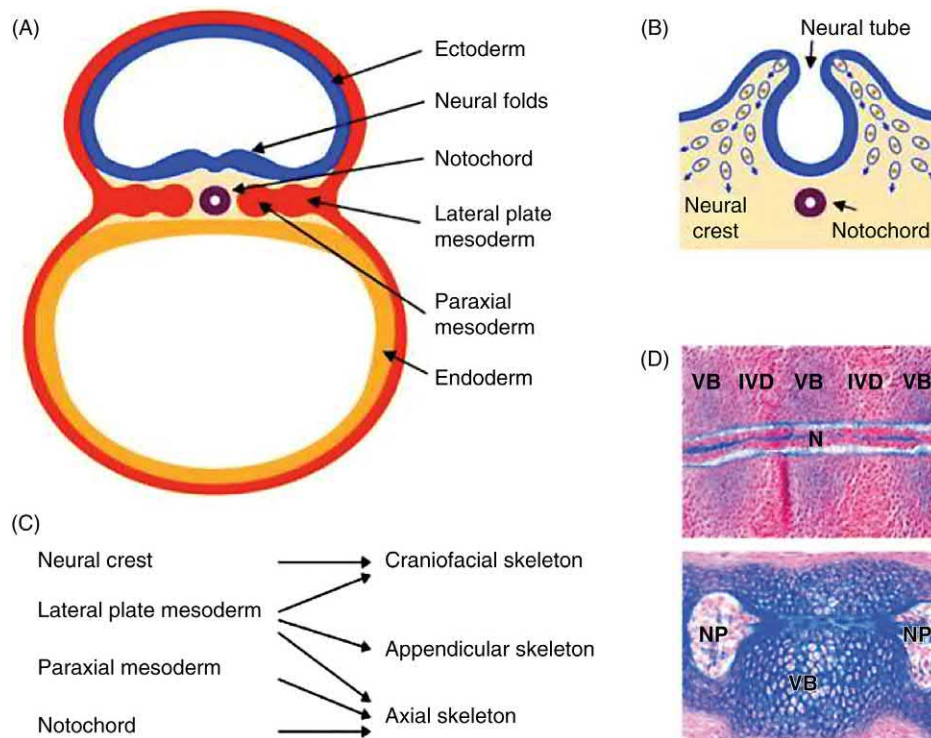 (A)
Ectoderm
Neural folds
Notochord
Lateral plate
mesoderm
Paraxial
mesoderm
Endoderm
(B)
Neural tube
Neural
crest
Notochord
(C)
Neural crest
Craniofacial skeleton
Lateral plate mesoderm
Appendicular skeleton
Paraxial mesoderm
Axial skeleton
Notochord
(D)
VB IVD VB IVD VB
N
NP NP
VB